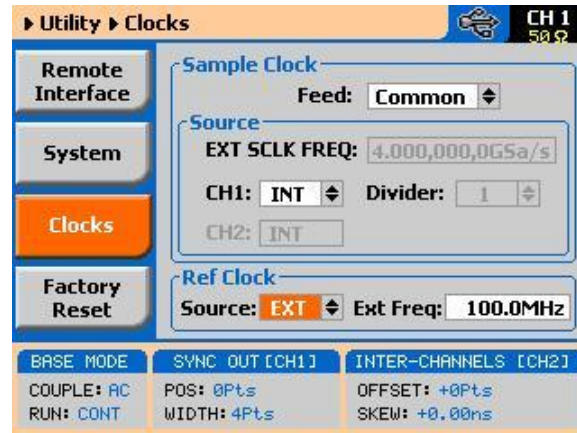 ▶ Utility ▶ Clocks
CH 1
50 Ω
Remote
Interface
System
Clocks
Factory
Reset
Sample Clock
Feed: Common
Source
EXT SCLK FREQ: 4.000,000,0GSa/s
CH1: INT Divider: 1
CH2: INT
Ref Clock
Source: EXT Ext Freq: 100.0MHz
BASE MODE
COUPLE: AC
RUN: CONT
SYNC OUT [CH1]
POS: 0Pts
WIDTH: 4Pts
INTER-CHANNELS [CH2]
OFFSET: +0Pts
SKEW: +0.00ns